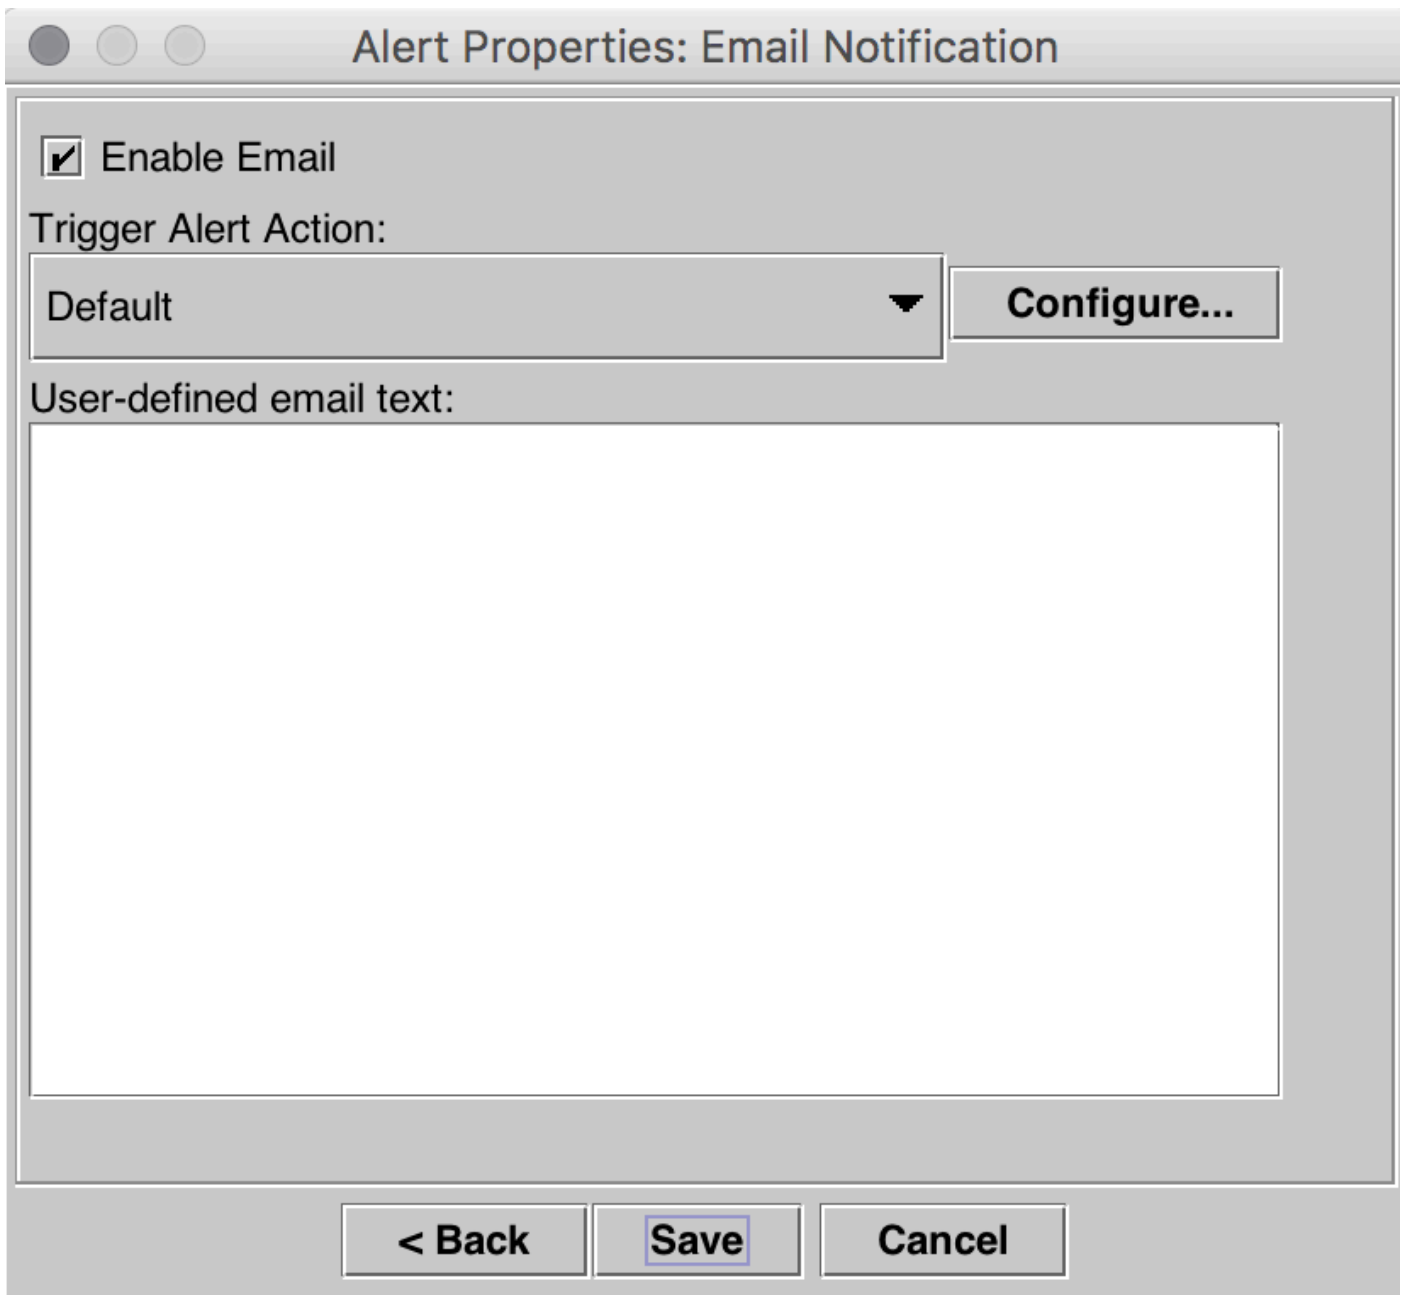 Alert Properties: Email Notification
Enable Email
Trigger Alert Action:
Default
Configure...
User-defined email text:
< Back
Save
Cancel